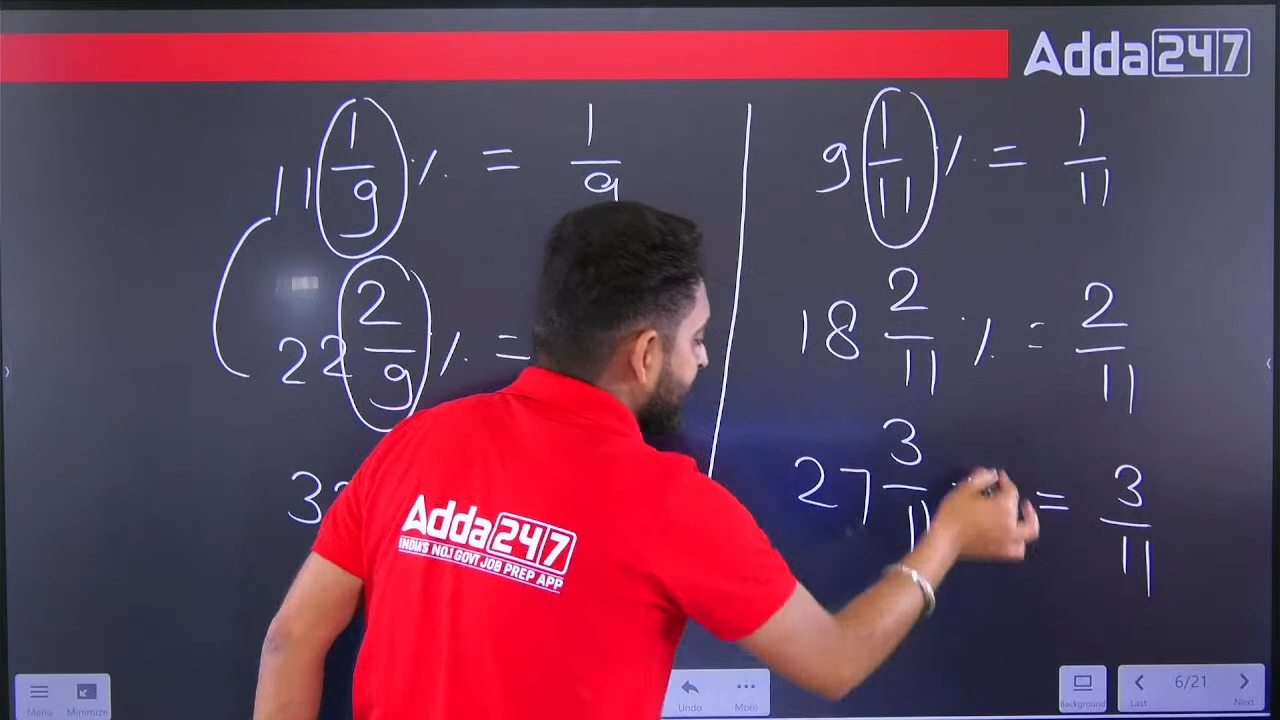 Adda247
11 1/9 % = 1/9
22 2/9 % =
3
9 1/11 % = 1/11
18 2/11 % = 2/11
27 3/11 = 3/11
Adda247
INDIA'S NO.1 GOVT JOB PREP APP
Menu
Minimize
Undo
More
Background
Last
6/21
Next